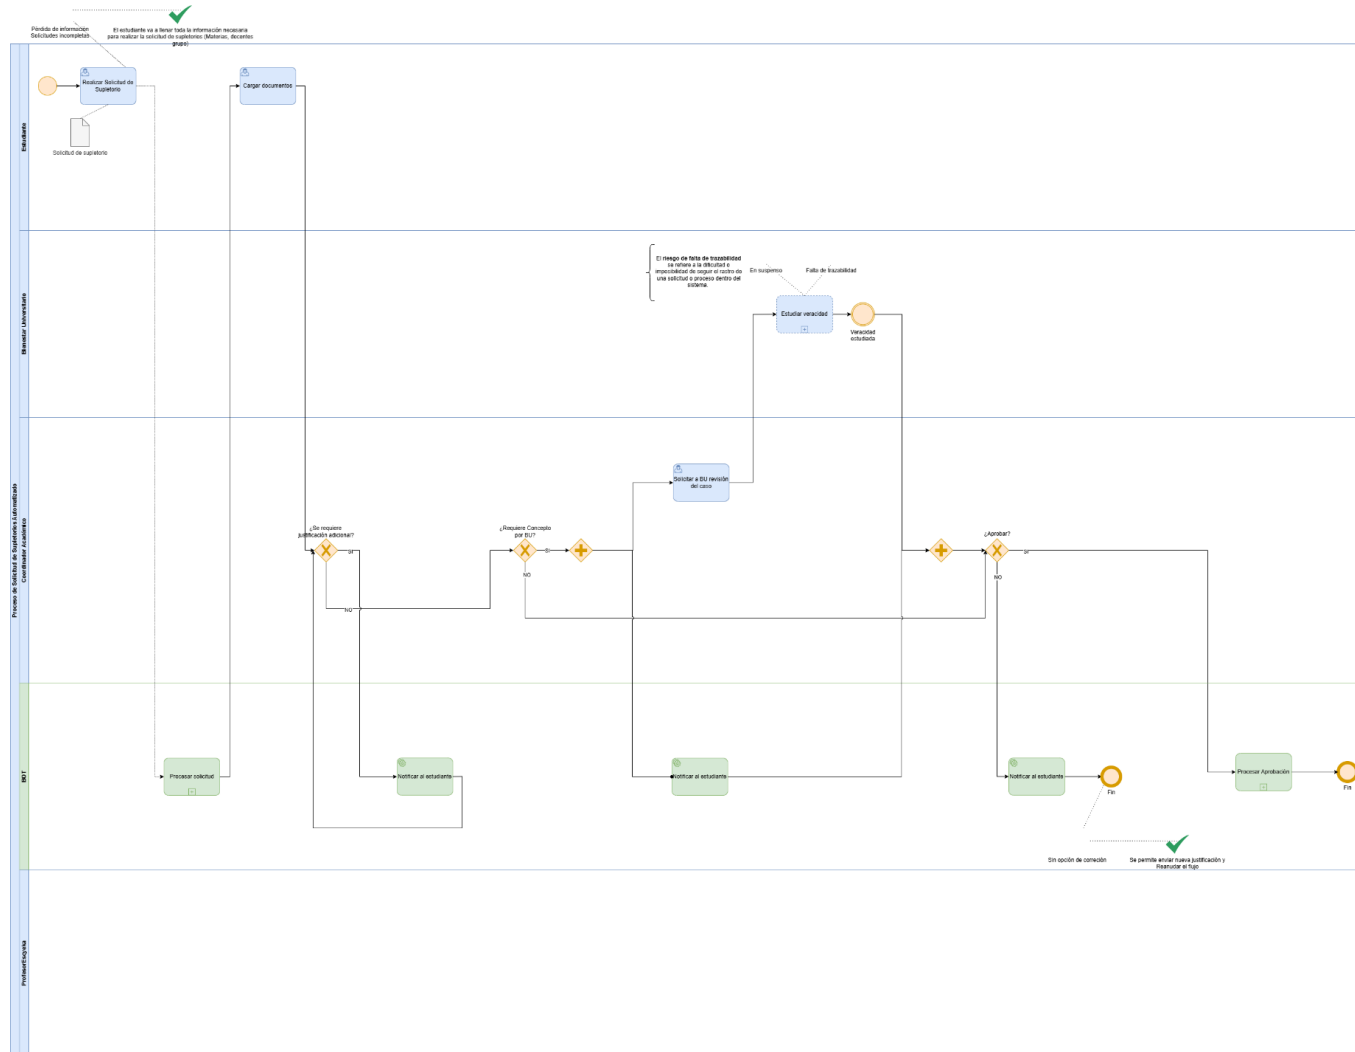 Pérdida de información
Solicitudes incompletas
El estudiante va a llenar toda la información necesaria
para realizar la solicitud de supletorios (Materias, docentes
grupo)
Proceso de Solicitud de Supletorios Automatizado
Estudiante
Realizar Solicitud de
Supletorio
Cargar documentos
Solicitud de supletorio
Bienestar Universitario
El riesgo de falta de trazabilidad
se refiere a la dificultad e
imposibilidad de seguir el rastro de
una solicitud o proceso dentro del
sistema.
En suspenso
Falta de trazabilidad
Estudiar veracidad
Veracidad
estudiada
Coordinador Académico
Solicitar a BU revisión
del caso
¿Se requiere
justificación adicional?
SI
NO
¿Requiere Concepto
por BU?
SI
NO
¿Aprobar?
SI
NO
BOT
Procesar solicitud
Notificar al estudiante
Notificar al estudiante
Notificar al estudiante
Fin
Procesar Aprobación
Fin
Sin opción de correción
Se permite enviar nueva justificación y
Reanudar el flujo